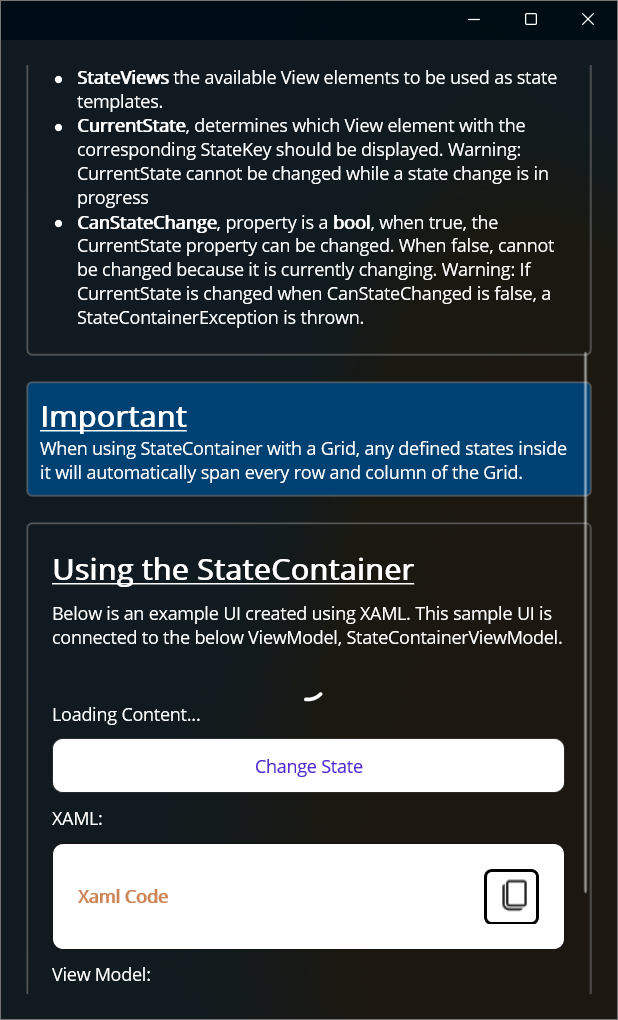 StateViews the available View elements to be used as state
templates.
CurrentState, determines which View element with the
corresponding StateKey should be displayed. Warning:
CurrentState cannot be changed while a state change is in
progress
CanStateChange, property is a bool, when true, the
CurrentState property can be changed. When false, cannot
be changed because it is currently changing. Warning: If
CurrentState is changed when CanStateChanged is false, a
StateContainerException is thrown.
Important
When using StateContainer with a Grid, any defined states inside
it will automatically span every row and column of the Grid.
Using the StateContainer
Below is an example UI created using XAML. This sample UI is
connected to the below ViewModel, StateContainerViewModel.
Loading Content...
Change State
XAML:
Xaml Code
View Model: